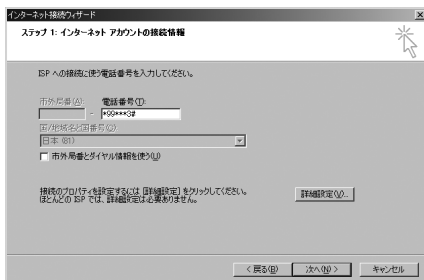 インターネット接続ウィザード
ステップ 1: インターネット アカウントの接続情報
ISP への接続に使う電話番号を入力してください。
市外局番(A): 電話番号(T):
- *99***3#
国/地域名と国番号(O)
日本 (81)
市外局番とダイヤル情報を使う(U)
接続のプロパティを設定するには [詳細設定] をクリックしてください。
ほとんどの ISP では、詳細設定は必要ありません。
詳細設定(V)...
< 戻る(B) 次へ(N) > キャンセル